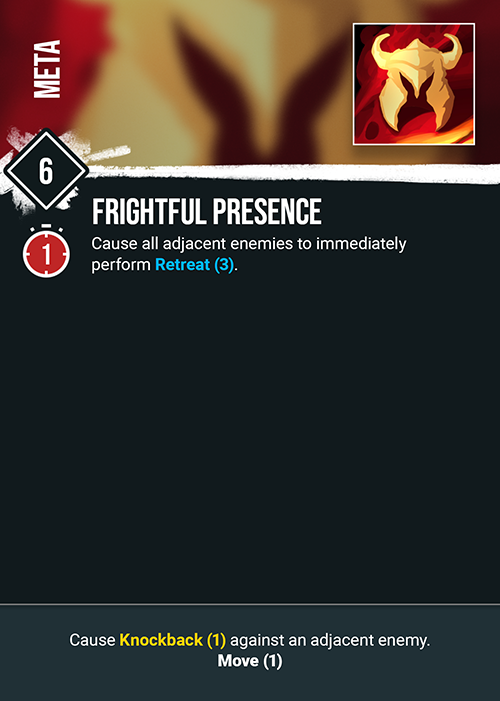 META
6
FRIGHTFUL PRESENCE
1
Cause all adjacent enemies to immediately
perform Retreat (3).
Cause Knockback (1) against an adjacent enemy.
Move (1)